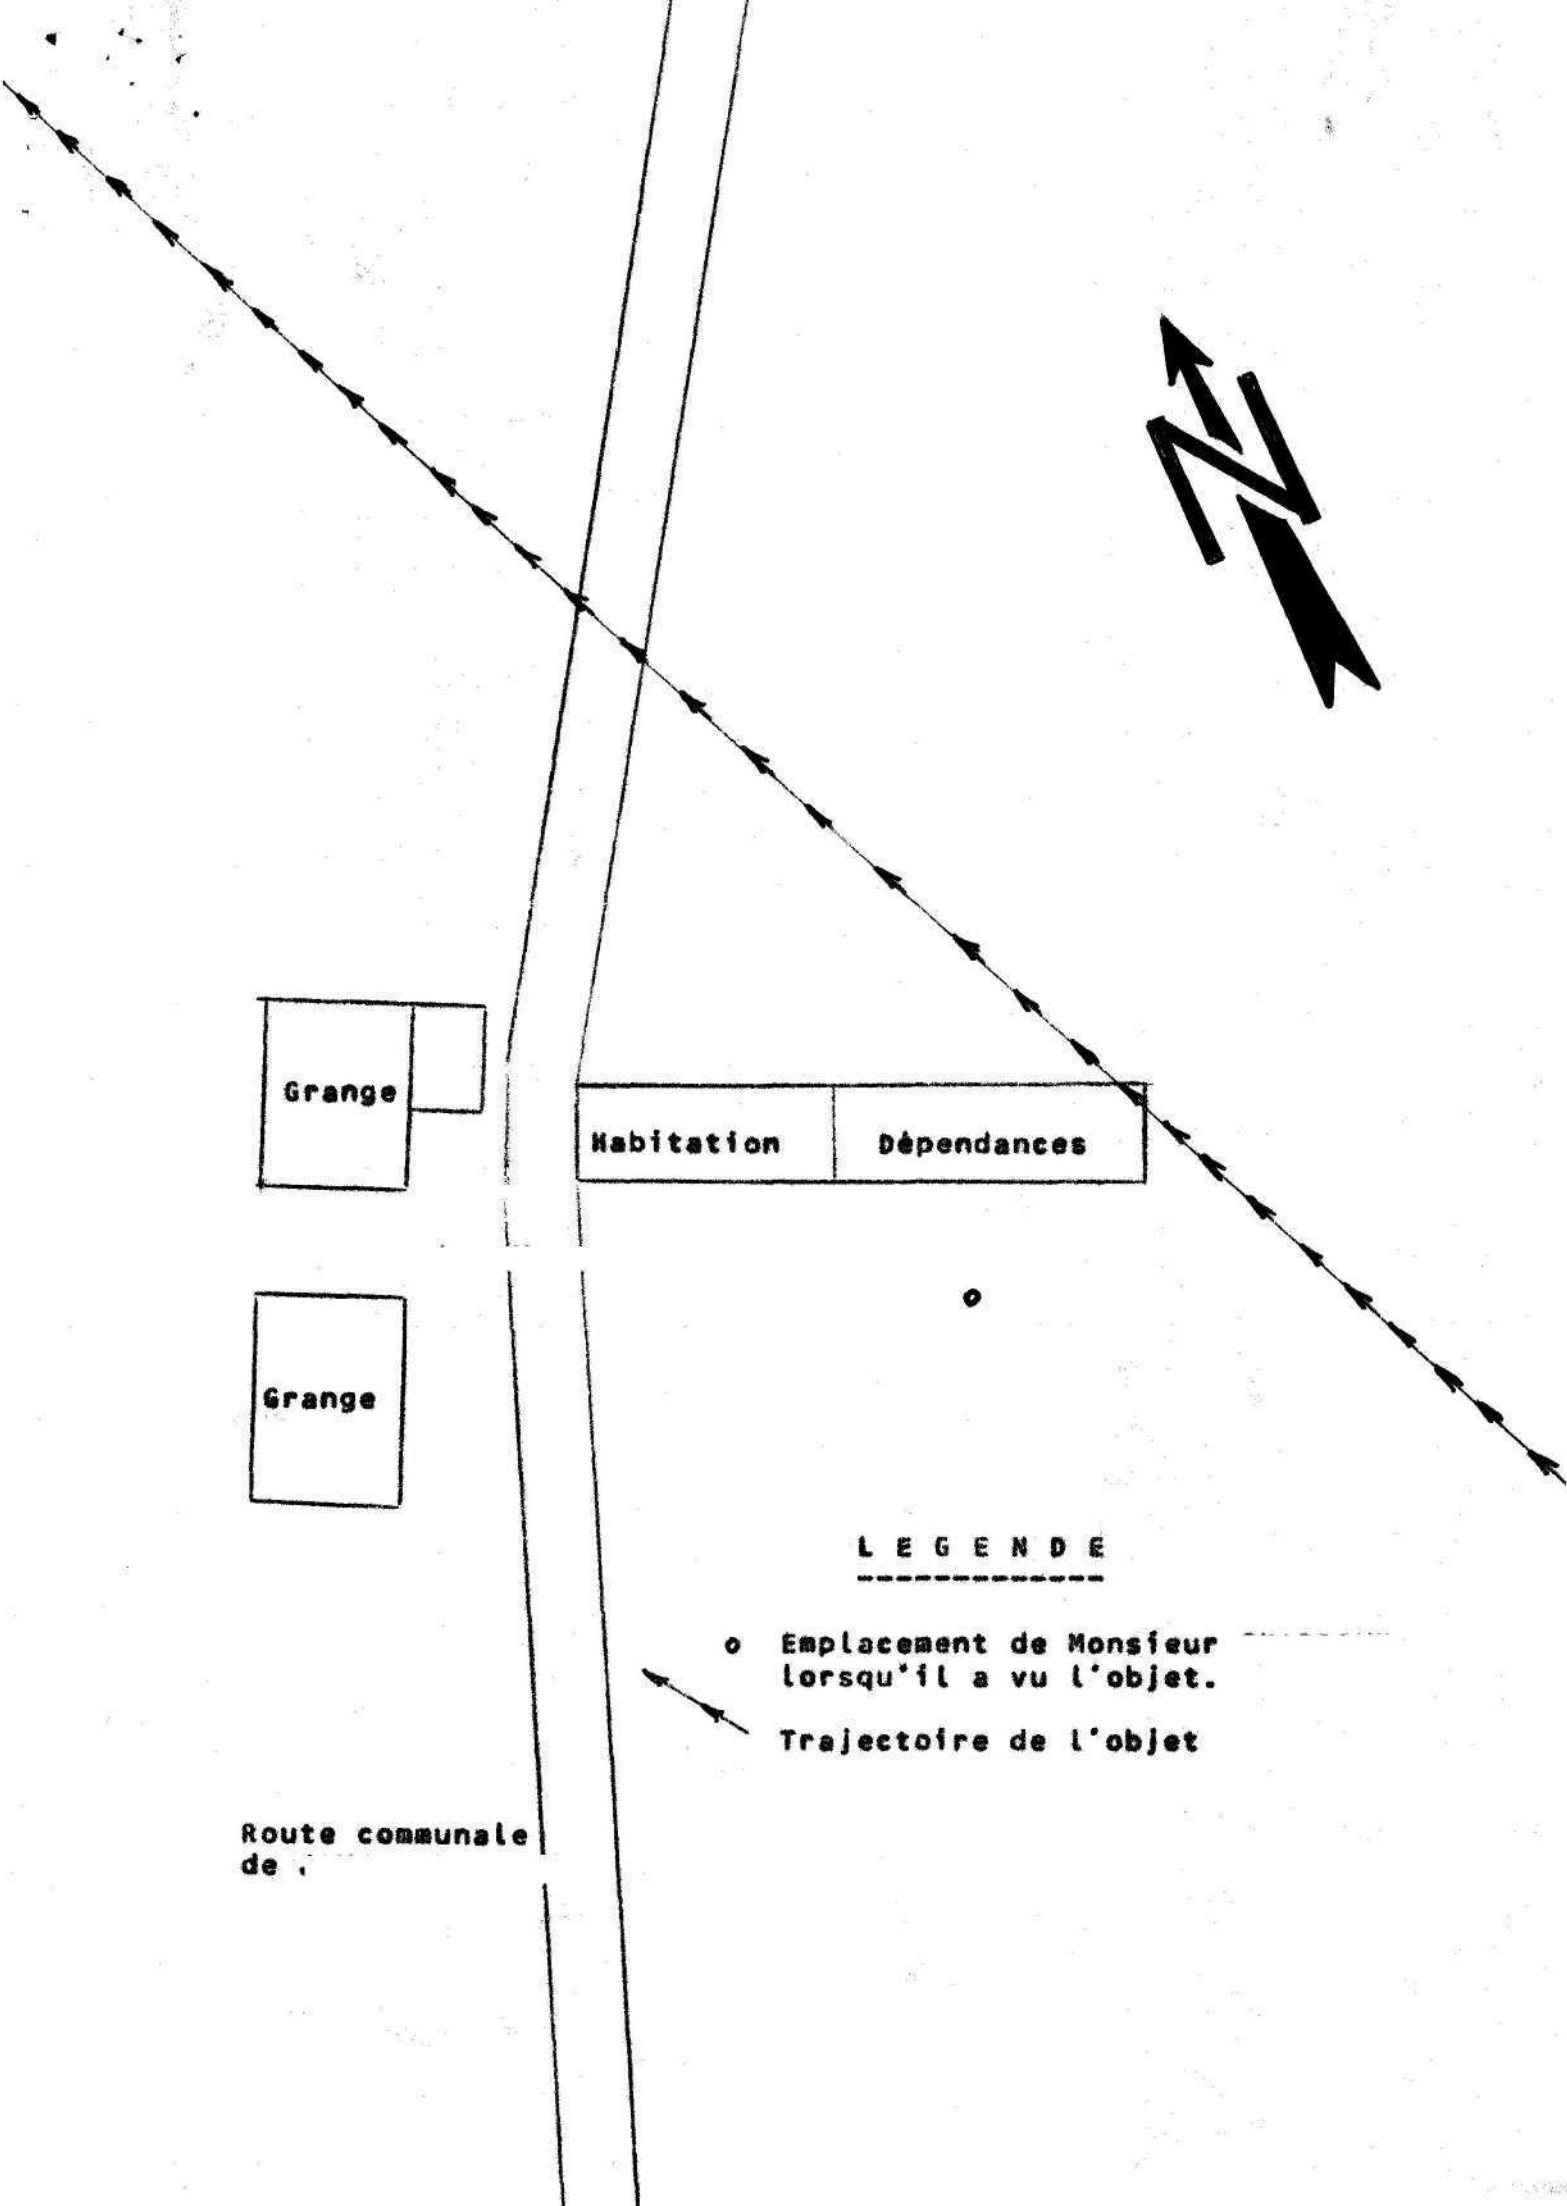 N
Grange
Habitation
Dépendances
Grange
L E G E N D E
o Emplacement de Monsieur
lorsqu'il a vu l'objet.
Trajectoire de l'objet
Route communale
de